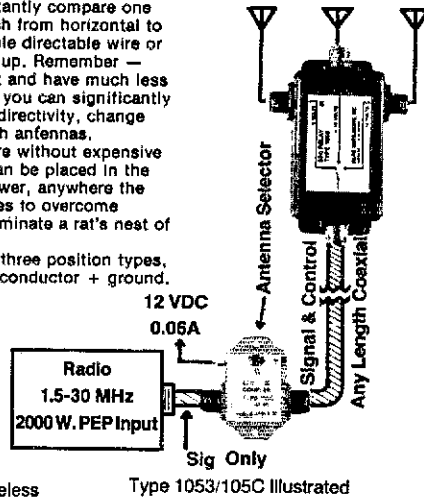 tantly compare one
sh from horizontal to
ole directable wire or
up. Remember —
t and have much less
you can significantly
directivity, change
h antennas.
re without expensive
an be placed in the
wer, anywhere the
es to overcome
minate a rat's nest of
three position types,
conductor + ground.
Antenna Selector
Signal & Control
Any Length Coaxial
12 VDC
0.06A
Radio
1.5-30 MHz
2000 W. PEP Input
Sig Only
eless
Type 1053/105C Illustrated